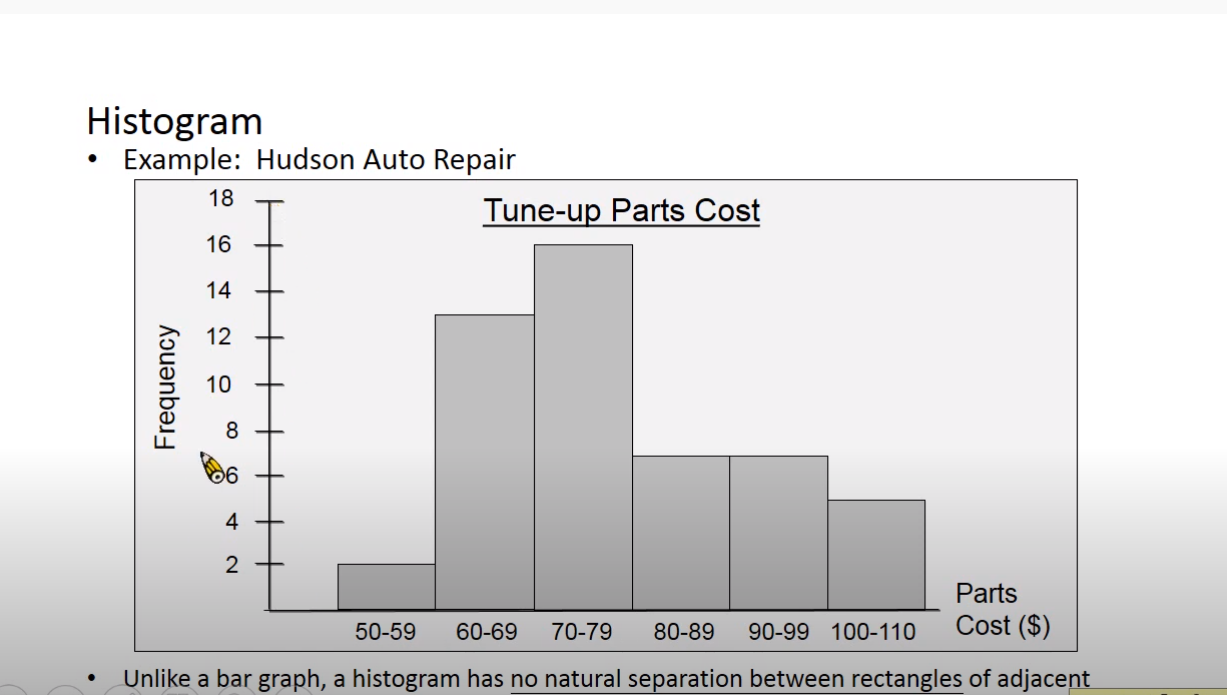 Histogram
• Example: Hudson Auto Repair
Tune-up Parts Cost
Frequency
18
16
14
12
10
8
6
4
2
50-59 60-69 70-79 80-89 90-99 100-110
Parts
Cost ($)
• Unlike a bar graph, a histogram has no natural separation between rectangles of adjacent